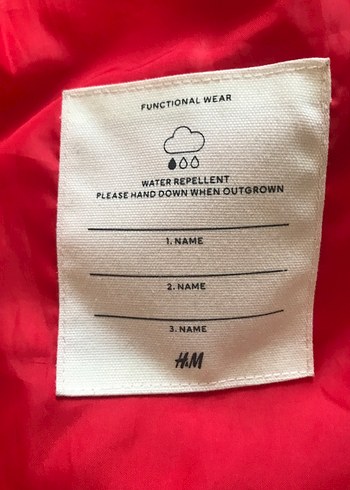 FUNCTIONAL WEAR
WATER REPELLENT
PLEASE HAND DOWN WHEN OUTGROWN
1. NAME
2. NAME
3. NAME
H&M